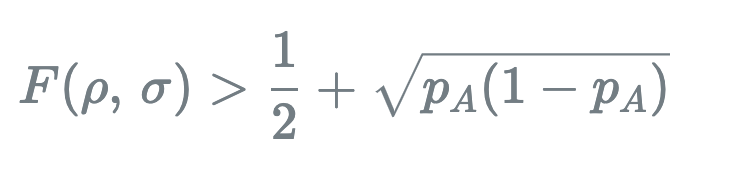 F(ρ, σ) > 1/2 + √(p_A(1 − p_A))